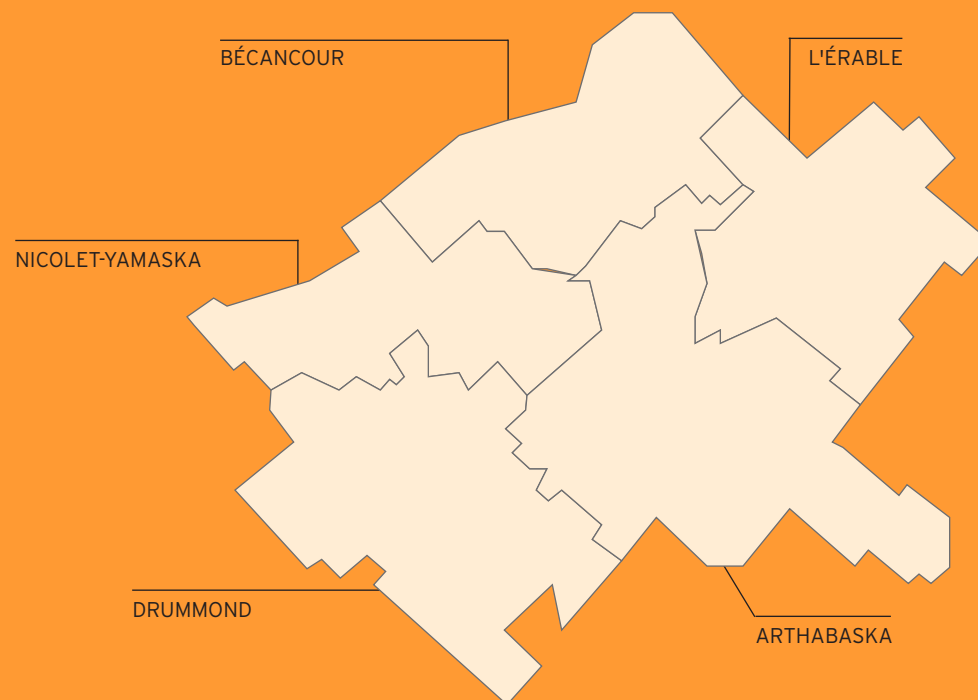 BÉCANCOUR
L'ÉRABLE
NICOLET-YAMASKA
DRUMMOND
ARTHABASKA